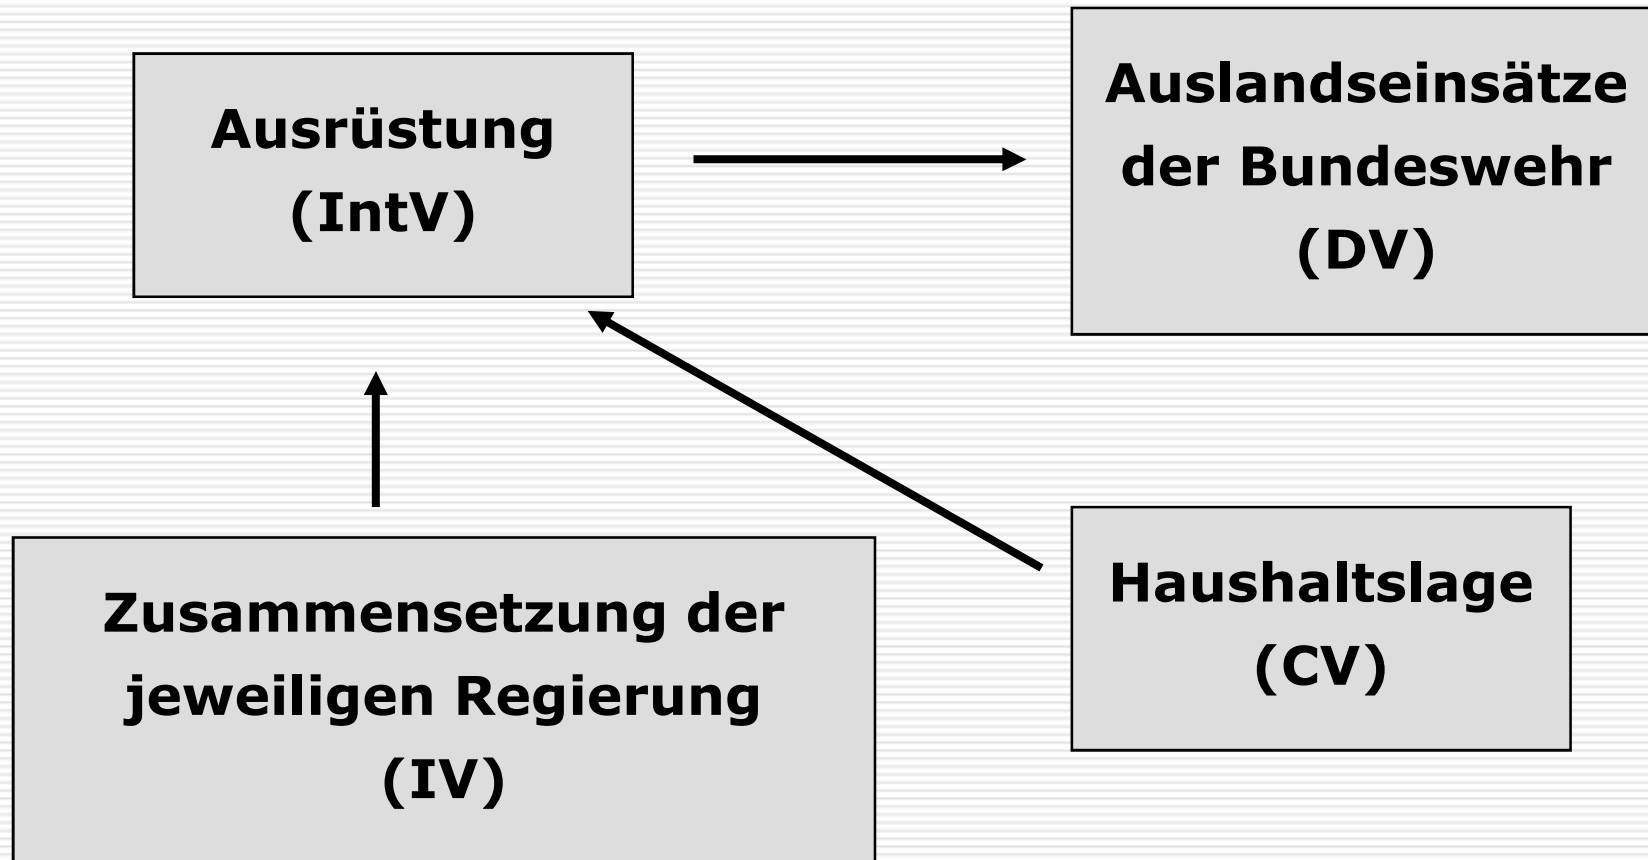 Ausrüstung
(IntV)
Auslandseinsätze
der Bundeswehr
(DV)
Zusammensetzung der
jeweiligen Regierung
(IV)
Haushaltslage
(CV)